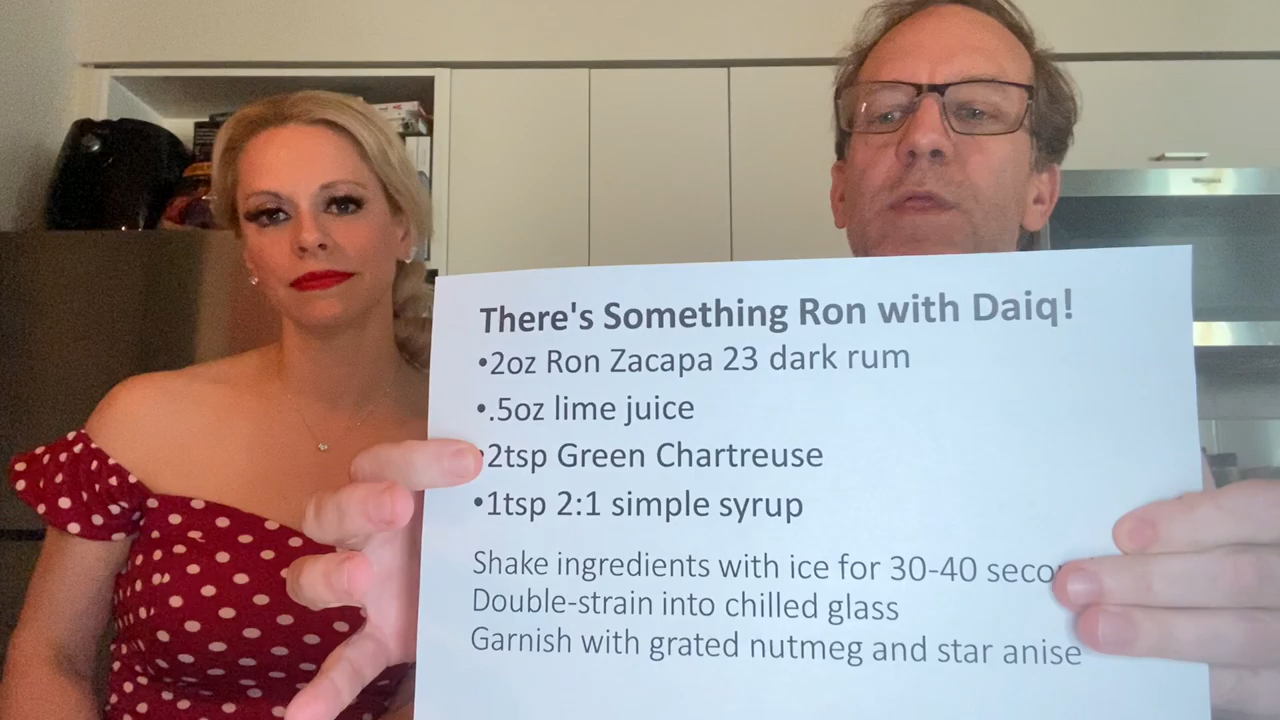 There's Something Ron with Daiq!
•2oz Ron Zacapa 23 dark rum
•.5oz lime juice
•2tsp Green Chartreuse
•1tsp 2:1 simple syrup
Shake ingredients with ice for 30-40 seco
Double-strain into chilled glass
Garnish with grated nutmeg and star anise